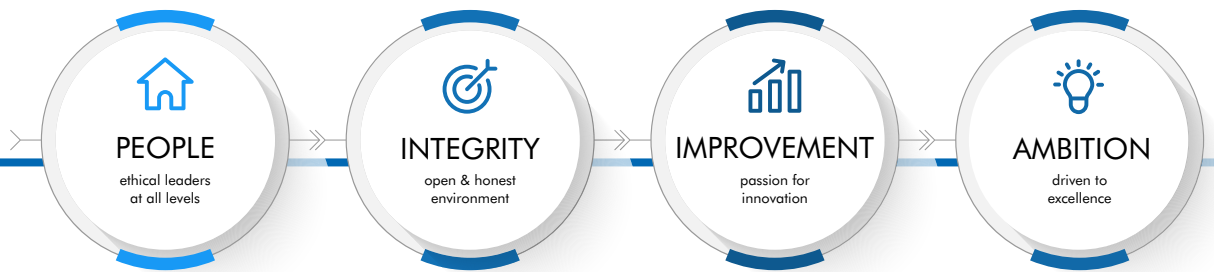 PEOPLE
ethical leaders
at all levels
INTEGRITY
open & honest
environment
IMPROVEMENT
passion for
innovation
AMBITION
driven to
excellence